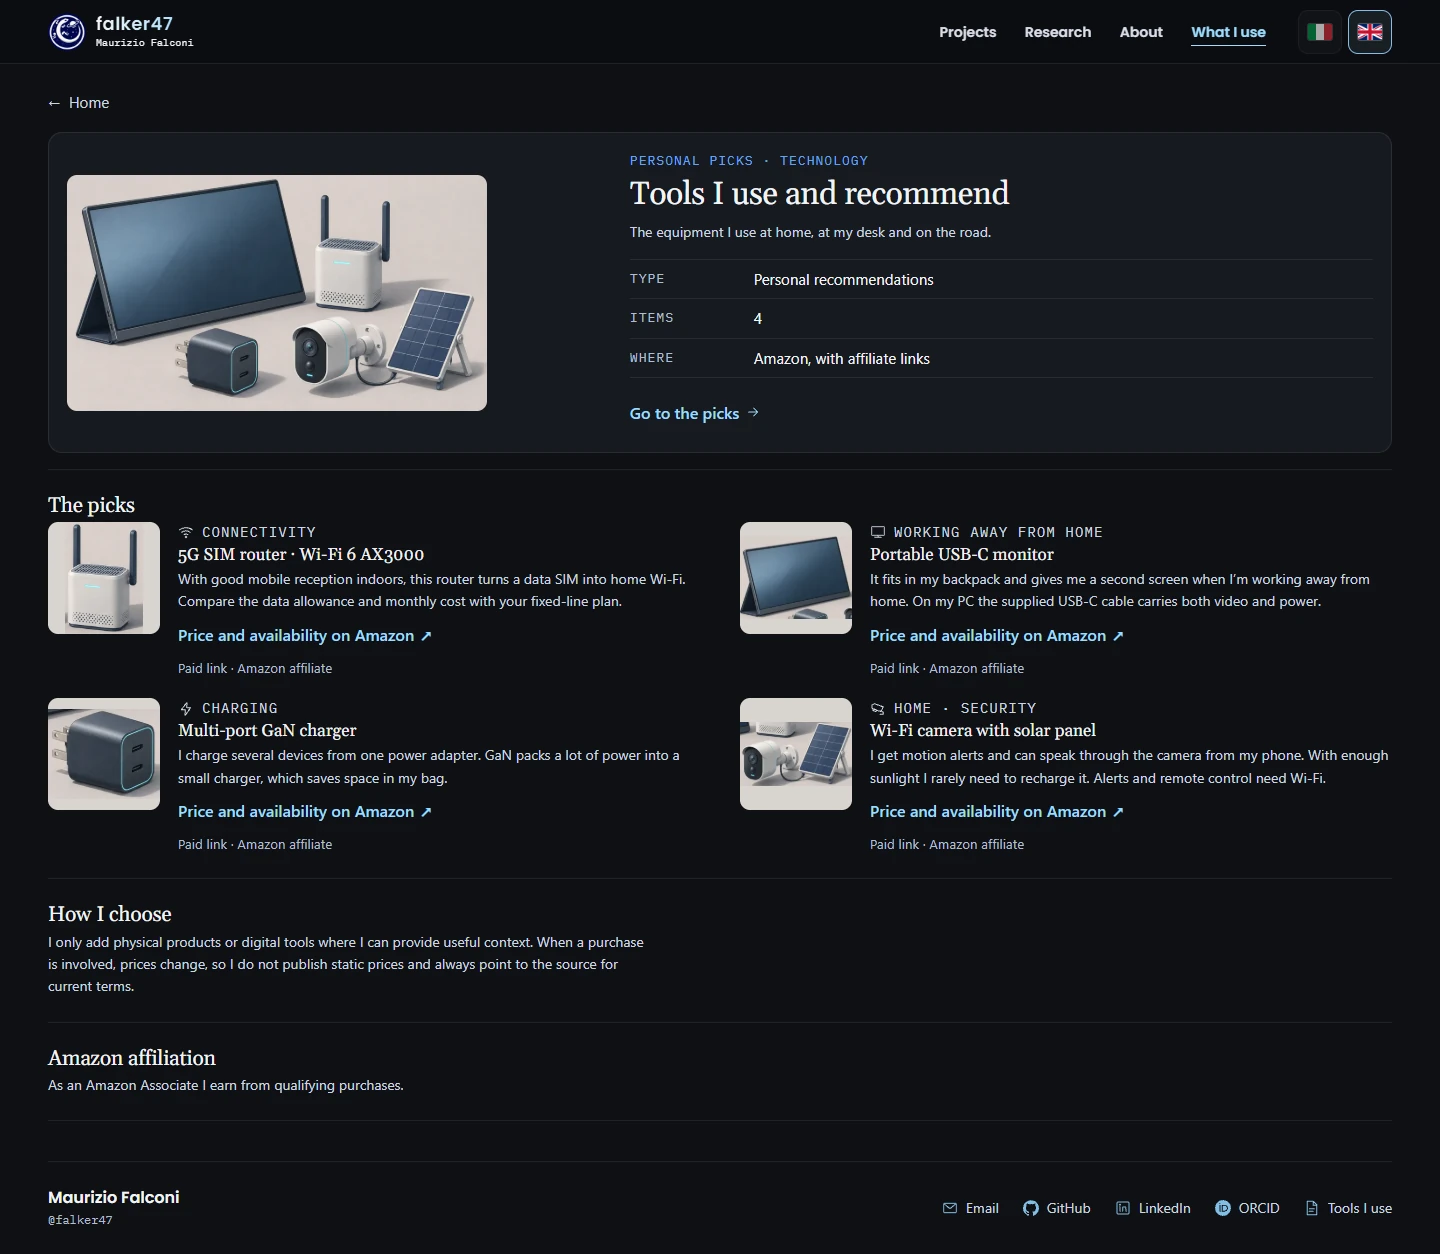 falker47
Maurizio Falconi
Projects
Research
About
What I use
← Home
PERSONAL PICKS · TECHNOLOGY
Tools I use and recommend
The equipment I use at home, at my desk and on the road.
TYPE Personal recommendations
ITEMS 4
WHERE Amazon, with affiliate links
Go to the picks →
The picks
CONNECTIVITY
5G SIM router · Wi-Fi 6 AX3000
With good mobile reception indoors, this router turns a data SIM into home Wi-Fi.
Compare the data allowance and monthly cost with your fixed-line plan.
Price and availability on Amazon ↗
Paid link · Amazon affiliate
WORKING AWAY FROM HOME
Portable USB-C monitor
It fits in my backpack and gives me a second screen when I’m working away from
home. On my PC the supplied USB-C cable carries both video and power.
Price and availability on Amazon ↗
Paid link · Amazon affiliate
CHARGING
Multi-port GaN charger
I charge several devices from one power adapter. GaN packs a lot of power into a
small charger, which saves space in my bag.
Price and availability on Amazon ↗
Paid link · Amazon affiliate
HOME · SECURITY
Wi-Fi camera with solar panel
I get motion alerts and can speak through the camera from my phone. With enough
sunlight I rarely need to recharge it. Alerts and remote control need Wi-Fi.
Price and availability on Amazon ↗
Paid link · Amazon affiliate
How I choose
I only add physical products or digital tools where I can provide useful context. When a purchase
is involved, prices change, so I do not publish static prices and always point to the source for
current terms.
Amazon affiliation
As an Amazon Associate I earn from qualifying purchases.
Maurizio Falconi
@falker47
Email
GitHub
LinkedIn
ORCID
Tools I use